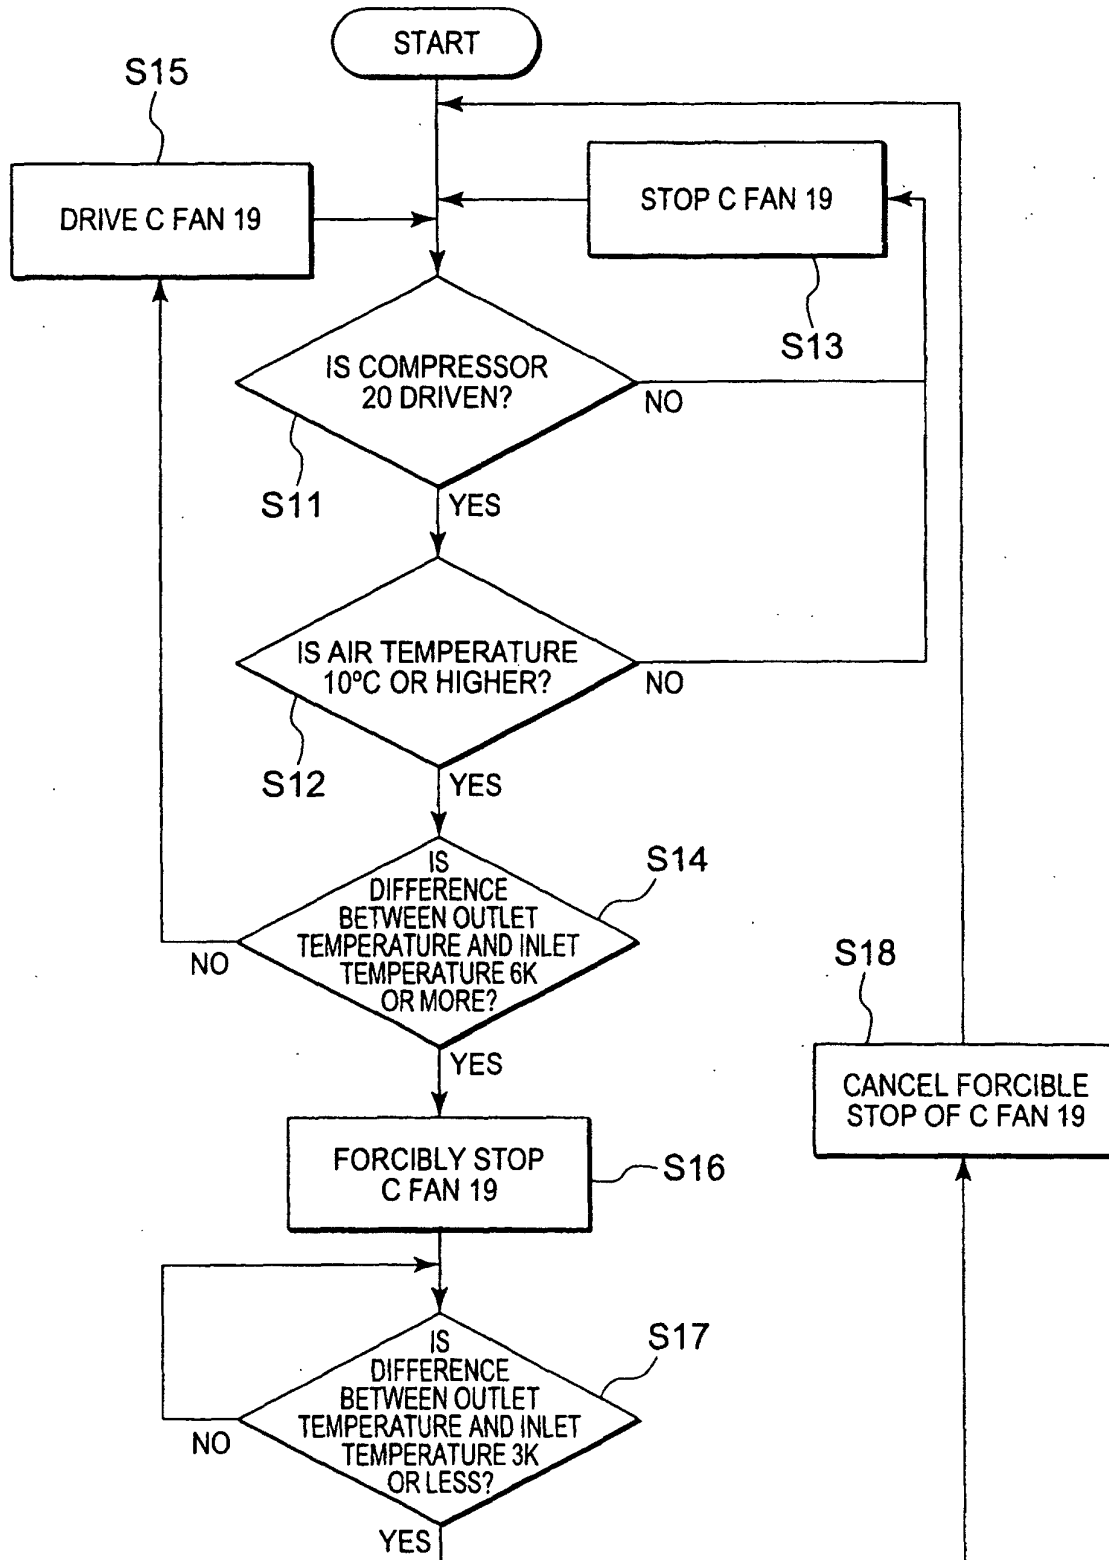 START
S15
DRIVE C FAN 19
STOP C FAN 19
S13
IS COMPRESSOR
20 DRIVEN?
NO
S11
YES
IS AIR TEMPERATURE
10°C OR HIGHER?
NO
S12
YES
IS
DIFFERENCE
BETWEEN OUTLET
TEMPERATURE AND INLET
TEMPERATURE 6K
OR MORE?
S14
NO
YES
S18
CANCEL FORCIBLE
STOP OF C FAN 19
FORCIBLY STOP
C FAN 19
S16
IS
DIFFERENCE
BETWEEN OUTLET
TEMPERATURE AND INLET
TEMPERATURE 3K
OR LESS?
S17
NO
YES